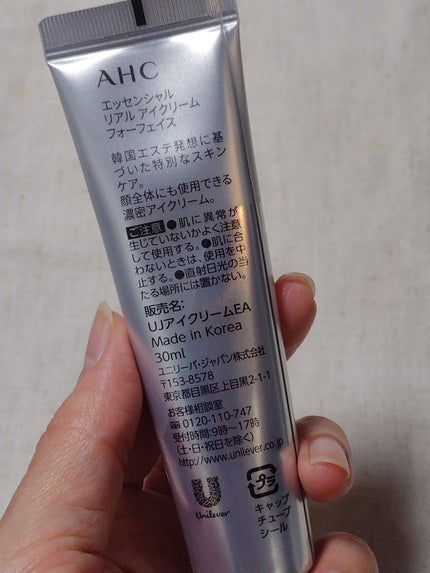 AHC
エッセンシャル
リアル アイクリーム
フォーフェイス
韓国エステ発想に基
づいた特別なスキン
ケア。
顔全体にも使用できる
濃密アイクリーム。
ご注意 ●肌に異常が
生じていないかよく注意
して使用する。●肌に合
わないときは、使用を中
止する。●直射日光の当
たる場所には置かない。
販売名:
UJアイクリームEA
Made in Korea
30ml
ユニリーバ・ジャパン株式会社
〒153-8578
東京都目黒区上目黒2-1-1
お客様相談室
☎ 0120-110-747
受付時間:9時～17時
(土・日・祝日を除く)
http://www.unilever.co.jp
Unilever
プラ
キャップ
チューブ
シール